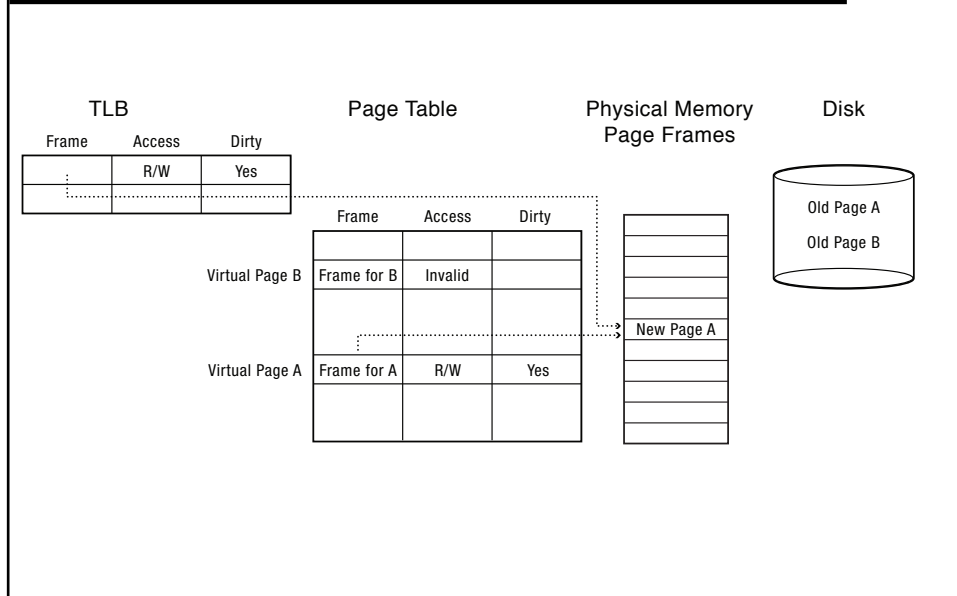 TLB
Page Table
Physical Memory
Page Frames
Disk
Frame Access Dirty
R/W Yes
Frame Access Dirty
Virtual Page B Frame for B Invalid
Virtual Page A Frame for A R/W Yes
New Page A
Old Page A
Old Page B